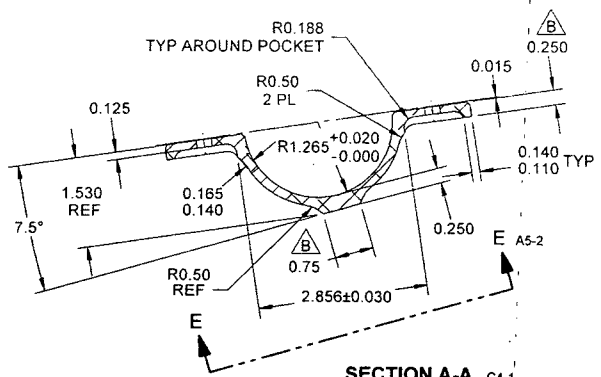 R0.188
TYP AROUND POCKET
B
0.250
0.015
R0.50
2 PL
0.125
R1.265 +0.020
-0.000
0.140
0.110 TYP
1.530
REF
0.165
0.140
7.5°
0.250
B
0.75
R0.50
REF
2.856±0.030
E A5-2
E
SECTION A-A C4-1